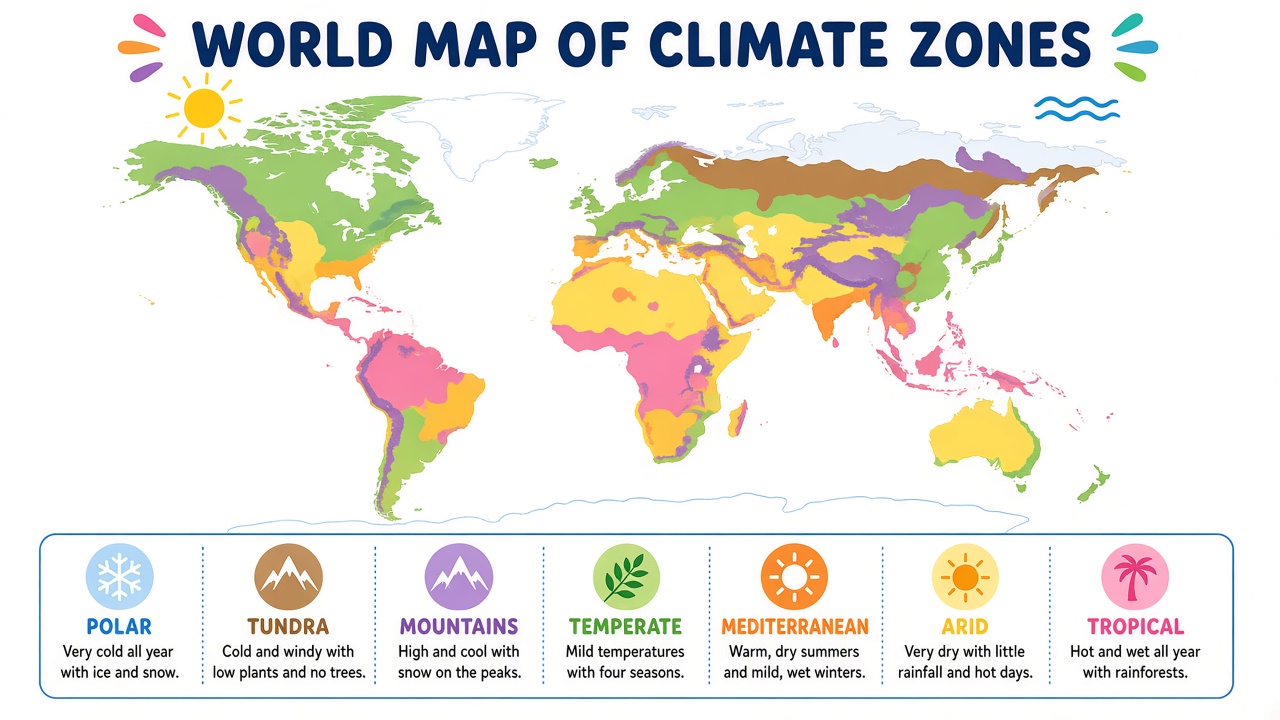 WORLD MAP OF CLIMATE ZONES
POLAR
Very cold all year
with ice and snow.
TUNDRA
Cold and windy with
low plants and no trees.
MOUNTAINS
High and cool with
snow on the peaks.
TEMPERATE
Mild temperatures
with four seasons.
MEDITERRANEAN
Warm, dry summers
and mild, wet winters.
ARID
Very dry with little
rainfall and hot days.
TROPICAL
Hot and wet all year
with rainforests.